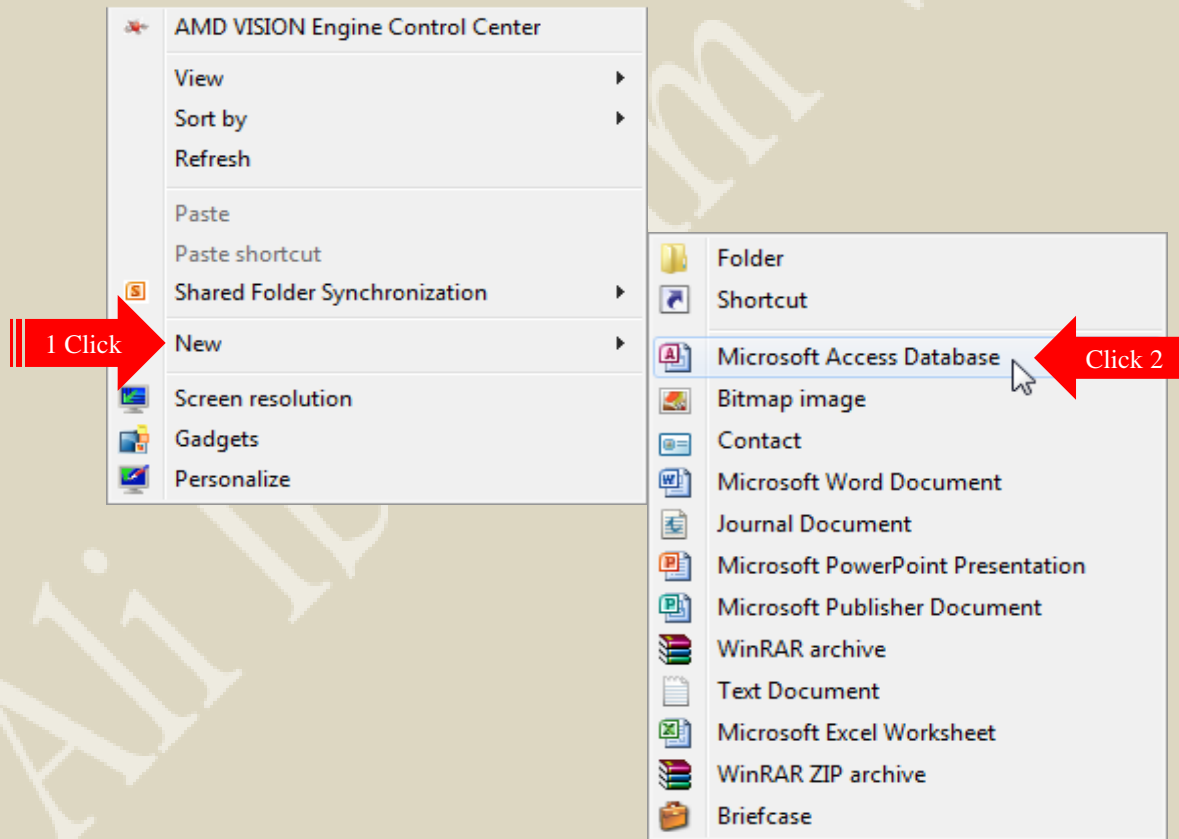 AMD VISION Engine Control Center
View
Sort by
Refresh
Paste
Paste shortcut
Shared Folder Synchronization
1 Click
New
Screen resolution
Gadgets
Personalize
Folder
Shortcut
Microsoft Access Database
Click 2
Bitmap image
Contact
Microsoft Word Document
Journal Document
Microsoft PowerPoint Presentation
Microsoft Publisher Document
WinRAR archive
Text Document
Microsoft Excel Worksheet
WinRAR ZIP archive
Briefcase
Ali